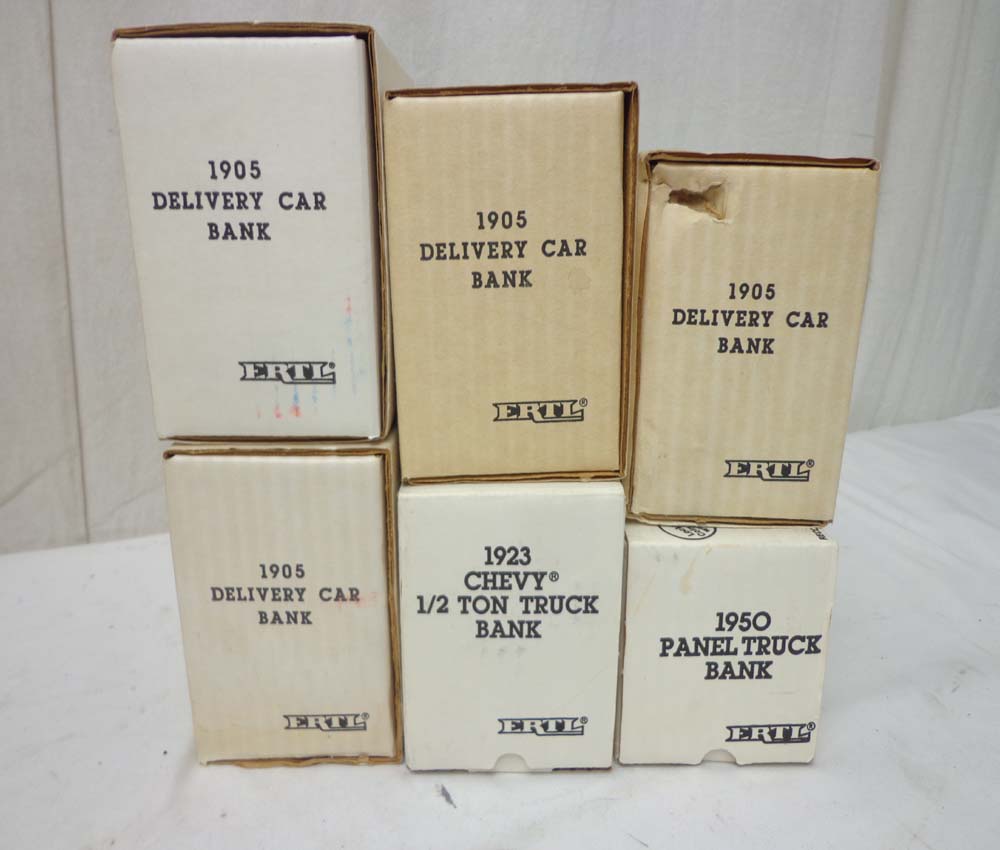 1905
DELIVERY CAR
BANK
ERTL®
1905
DELIVERY CAR
BANK
ERTL®
1905
DELIVERY CAR
BANK
ERTL®
1905
DELIVERY CAR
BANK
ERTL®
1923
CHEVY®
1/2 TON TRUCK
BANK
ERTL®
1950
PANEL TRUCK
BANK
ERTL®